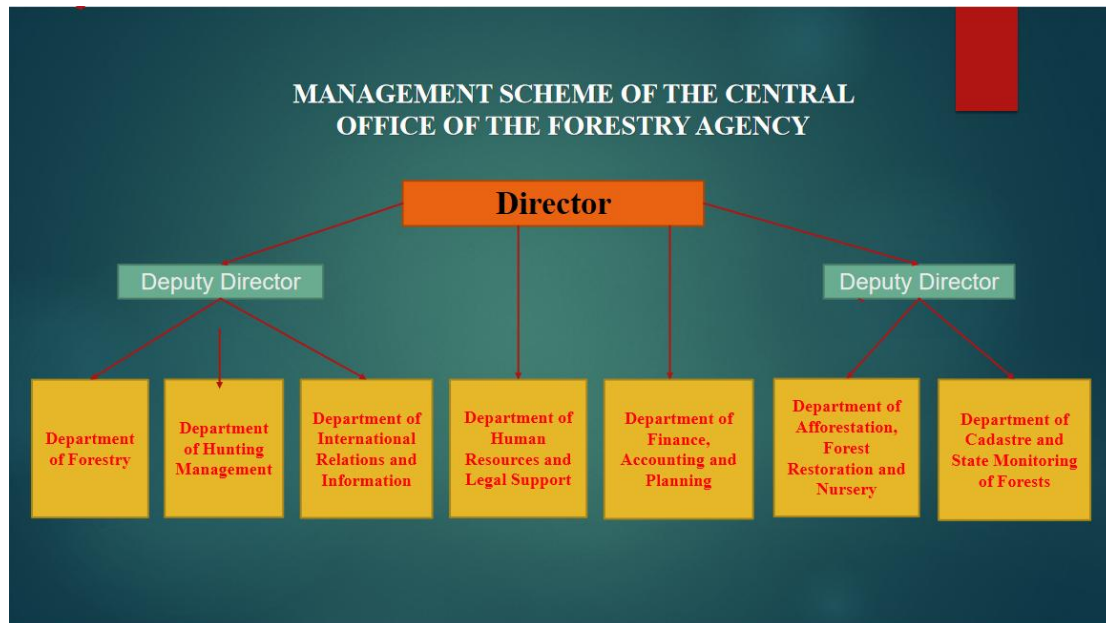 MANAGEMENT SCHEME OF THE CENTRAL
OFFICE OF THE FORESTRY AGENCY
Director
Deputy Director
Deputy Director
Department
of Forestry
Department
of Hunting
Management
Department of
International
Relations and
Information
Department of
Human
Resources and
Legal Support
Department of
Finance,
Accounting and
Planning
Department of
Afforestation,
Forest
Restoration and
Nursery
Department of
Cadastre and
State Monitoring
of Forests